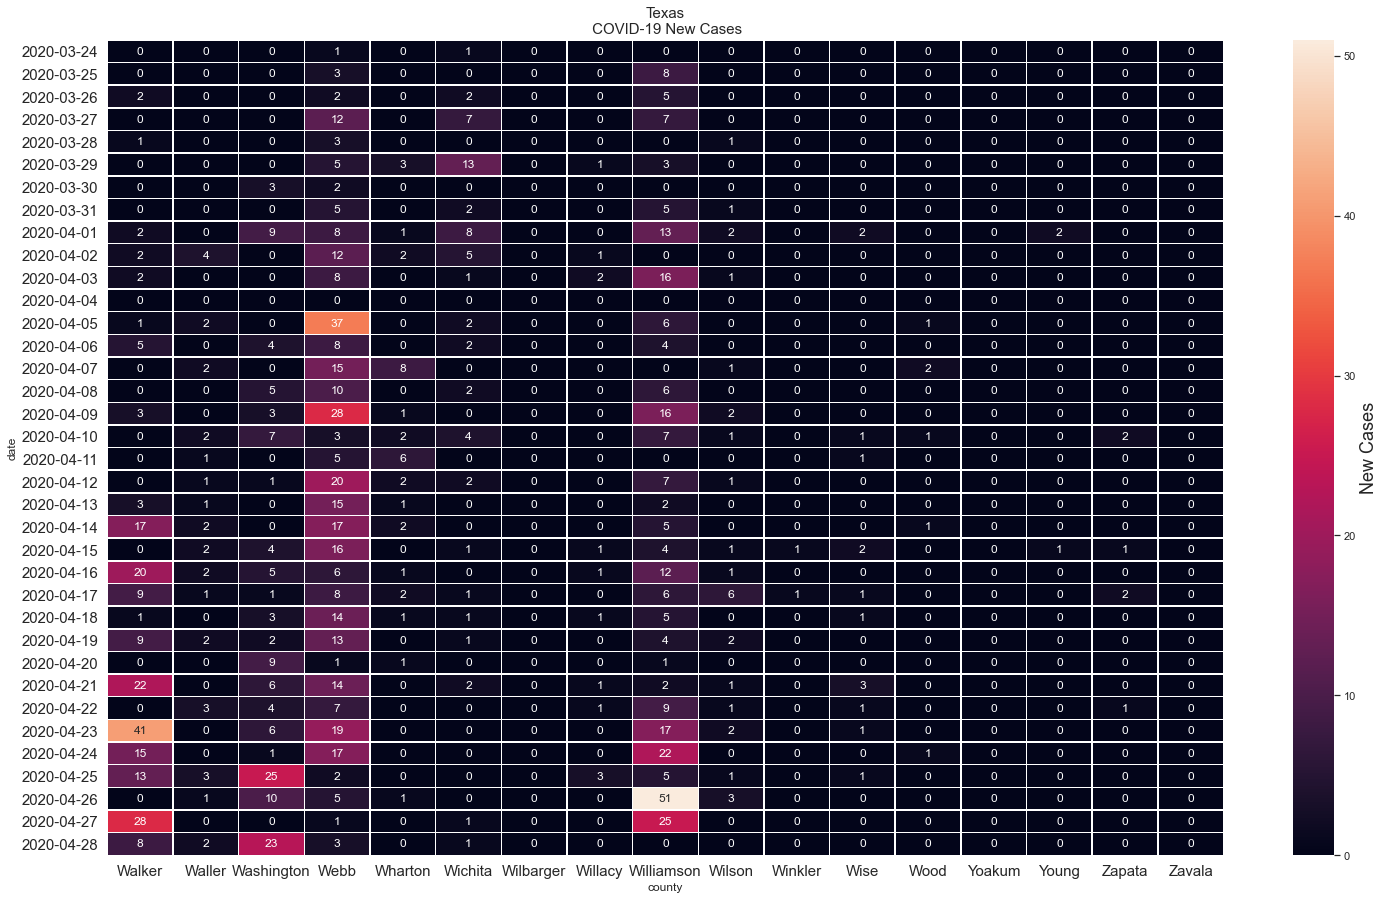 Texas
COVID-19 New Cases
2020-03-24 0 0 0 1 0 1 0 0 0 0 0 0 0 0 0 0 0
2020-03-25 0 0 0 3 0 0 0 0 8 0 0 0 0 0 0 0 0
2020-03-26 2 0 0 2 0 2 0 0 5 0 0 0 0 0 0 0 0
2020-03-27 0 0 0 12 0 7 0 0 7 0 0 0 0 0 0 0 0
2020-03-28 1 0 0 3 0 0 0 0 0 1 0 0 0 0 0 0 0
2020-03-29 0 0 0 5 3 13 0 1 3 0 0 0 0 0 0 0 0
2020-03-30 0 0 3 2 0 0 0 0 0 0 0 0 0 0 0 0 0
2020-03-31 0 0 0 5 0 2 0 0 5 1 0 0 0 0 0 0 0
2020-04-01 2 0 9 8 1 8 0 0 13 2 0 2 0 0 2 0 0
2020-04-02 2 4 0 12 2 5 0 1 0 0 0 0 0 0 0 0 0
2020-04-03 2 0 0 8 0 1 0 2 16 1 0 0 0 0 0 0 0
2020-04-04 0 0 0 0 0 0 0 0 0 0 0 0 0 0 0 0 0
2020-04-05 1 2 0 37 0 2 0 0 6 0 0 0 1 0 0 0 0
2020-04-06 5 0 4 8 0 2 0 0 4 0 0 0 0 0 0 0 0
2020-04-07 0 2 0 15 8 0 0 0 0 1 0 0 2 0 0 0 0
2020-04-08 0 0 5 10 0 2 0 0 6 0 0 0 0 0 0 0 0
2020-04-09 3 0 3 28 1 0 0 0 16 2 0 0 0 0 0 0 0
2020-04-10 0 2 7 3 2 4 0 0 7 1 0 1 1 0 0 2 0
2020-04-11 0 1 0 5 6 0 0 0 0 0 0 1 0 0 0 0 0
2020-04-12 0 1 1 20 2 2 0 0 7 1 0 0 0 0 0 0 0
2020-04-13 3 1 0 15 1 0 0 0 2 0 0 0 0 0 0 0 0
2020-04-14 17 2 0 17 2 0 0 0 5 0 0 0 1 0 0 0 0
2020-04-15 0 2 4 16 0 1 0 1 4 1 1 2 0 0 1 1 0
2020-04-16 20 2 5 6 1 0 0 1 12 1 0 0 0 0 0 0 0
2020-04-17 9 1 1 8 2 1 0 0 6 6 1 1 0 0 0 2 0
2020-04-18 1 0 3 14 1 1 0 1 5 0 0 1 0 0 0 0 0
2020-04-19 9 2 2 13 0 1 0 0 4 2 0 0 0 0 0 0 0
2020-04-20 0 0 9 1 1 0 0 0 1 0 0 0 0 0 0 0 0
2020-04-21 22 0 6 14 0 2 0 1 2 1 0 3 0 0 0 0 0
2020-04-22 0 3 4 7 0 0 0 1 9 1 0 1 0 0 0 1 0
2020-04-23 41 0 6 19 0 0 0 0 17 2 0 1 0 0 0 0 0
2020-04-24 15 0 1 17 0 0 0 0 22 0 0 0 1 0 0 0 0
2020-04-25 13 3 25 2 0 0 0 3 5 1 0 1 0 0 0 0 0
2020-04-26 0 1 10 5 1 0 0 0 51 3 0 0 0 0 0 0 0
2020-04-27 28 0 0 1 0 1 0 0 25 0 0 0 0 0 0 0 0
2020-04-28 8 2 23 3 0 1 0 0 0 0 0 0 0 0 0 0 0
Walker Waller Washington Webb Wharton Wichita Wilbarger Willacy Williamson Wilson Winkler Wise Wood Yoakum Young Zapata Zavala
county
date
50
40
30
20
10
0
New Cases